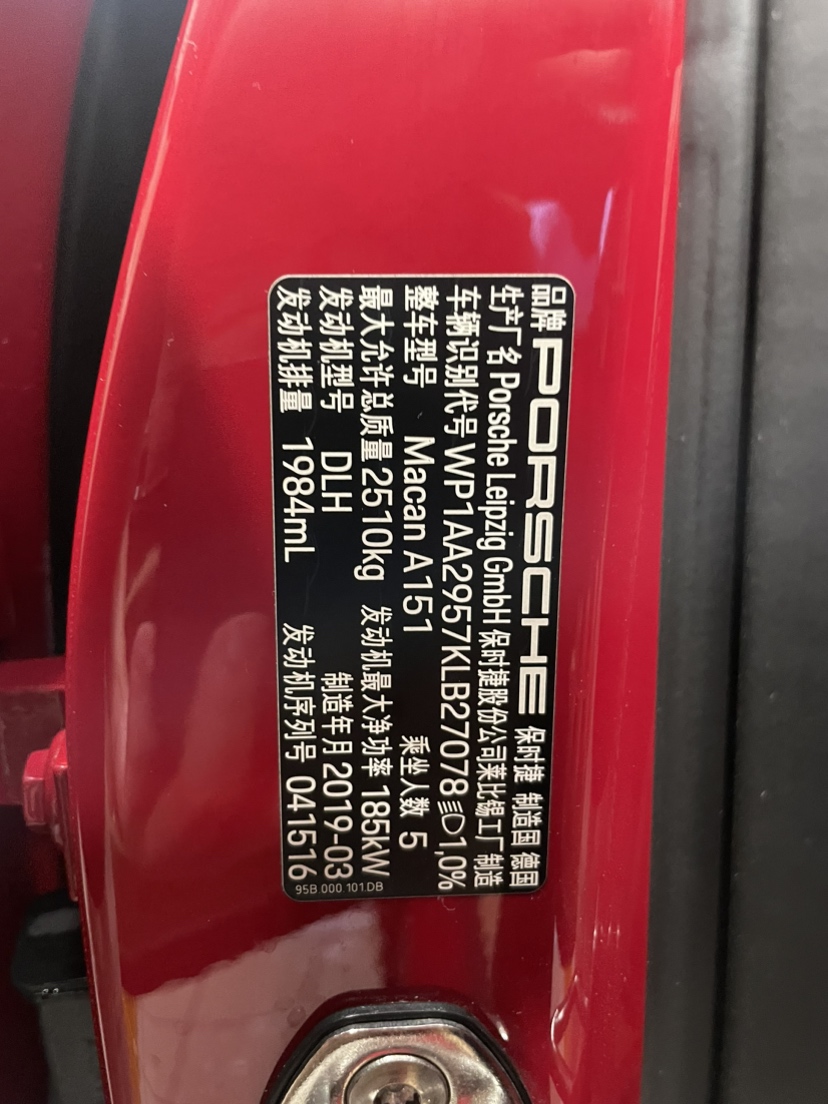 品牌 PORSCHE 保时捷 制造国 德国
生产厂名 Porsche Leipzig GmbH 保时捷股份公司莱比锡工厂 制造
车辆识别代号 WP1AA2957KLB27078 1,0%
整车型号 Macan A151 乘坐人数 5
最大允许总质量 2510kg 发动机最大净功率 185kW
发动机型号 DLH 制造年月 2019-03
发动机排量 1984mL 发动机序列号 041516
95B.000 101.DB